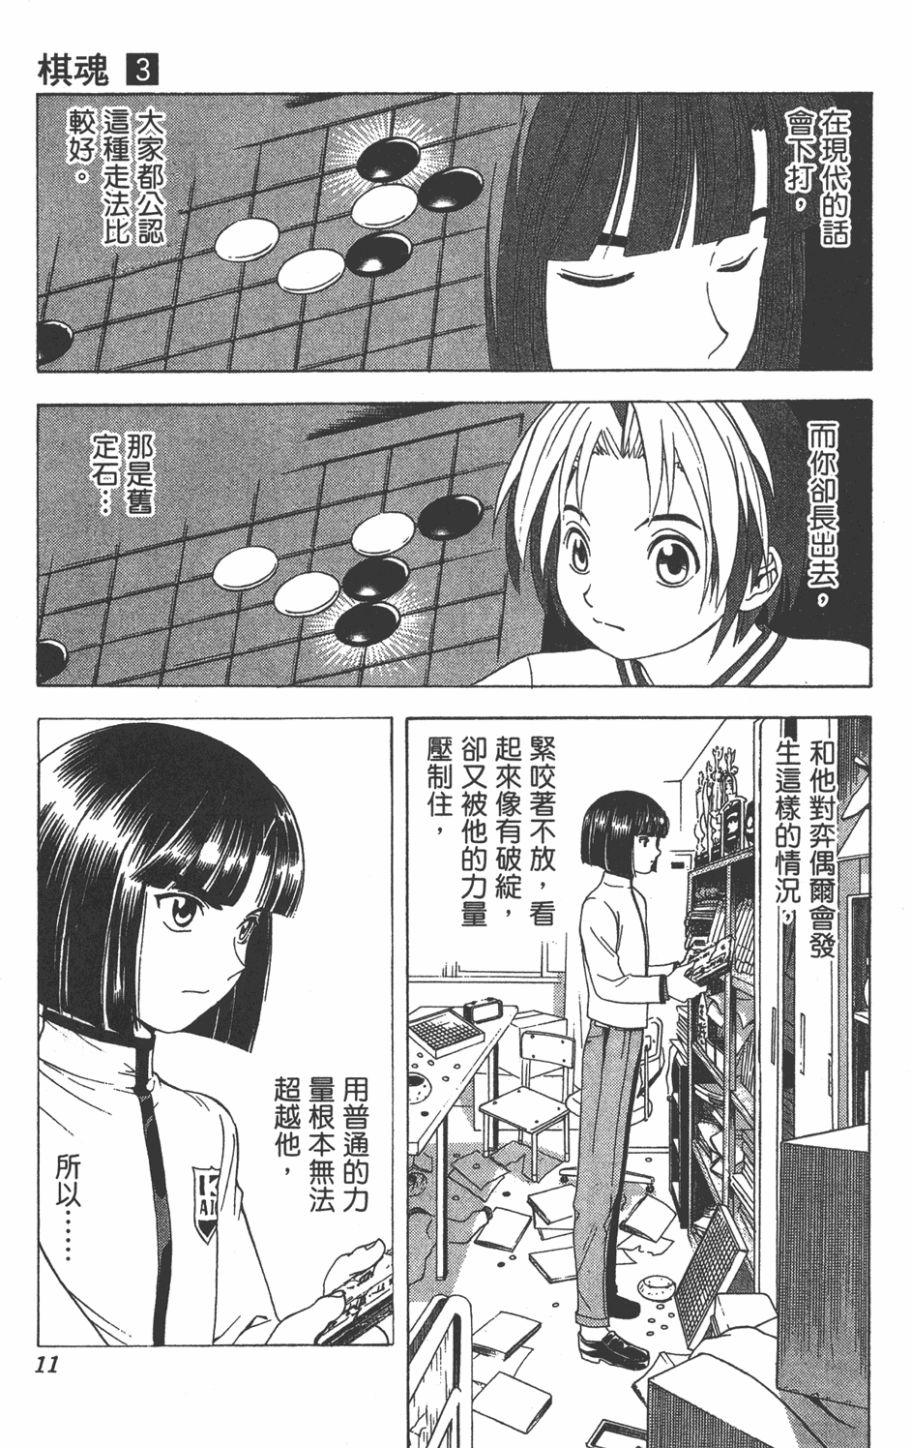 棋魂 3
在現代的話
會下打，
大家都公認
這種走法比
較好。
而你卻長出去，
那是舊
定石…
和他對弈偶爾會發
生這樣的情況，
緊咬著不放，看
起來像有破綻，
卻又被他的力量
壓制住，
用普通的力
量根本無法
超越他，
所以……
11